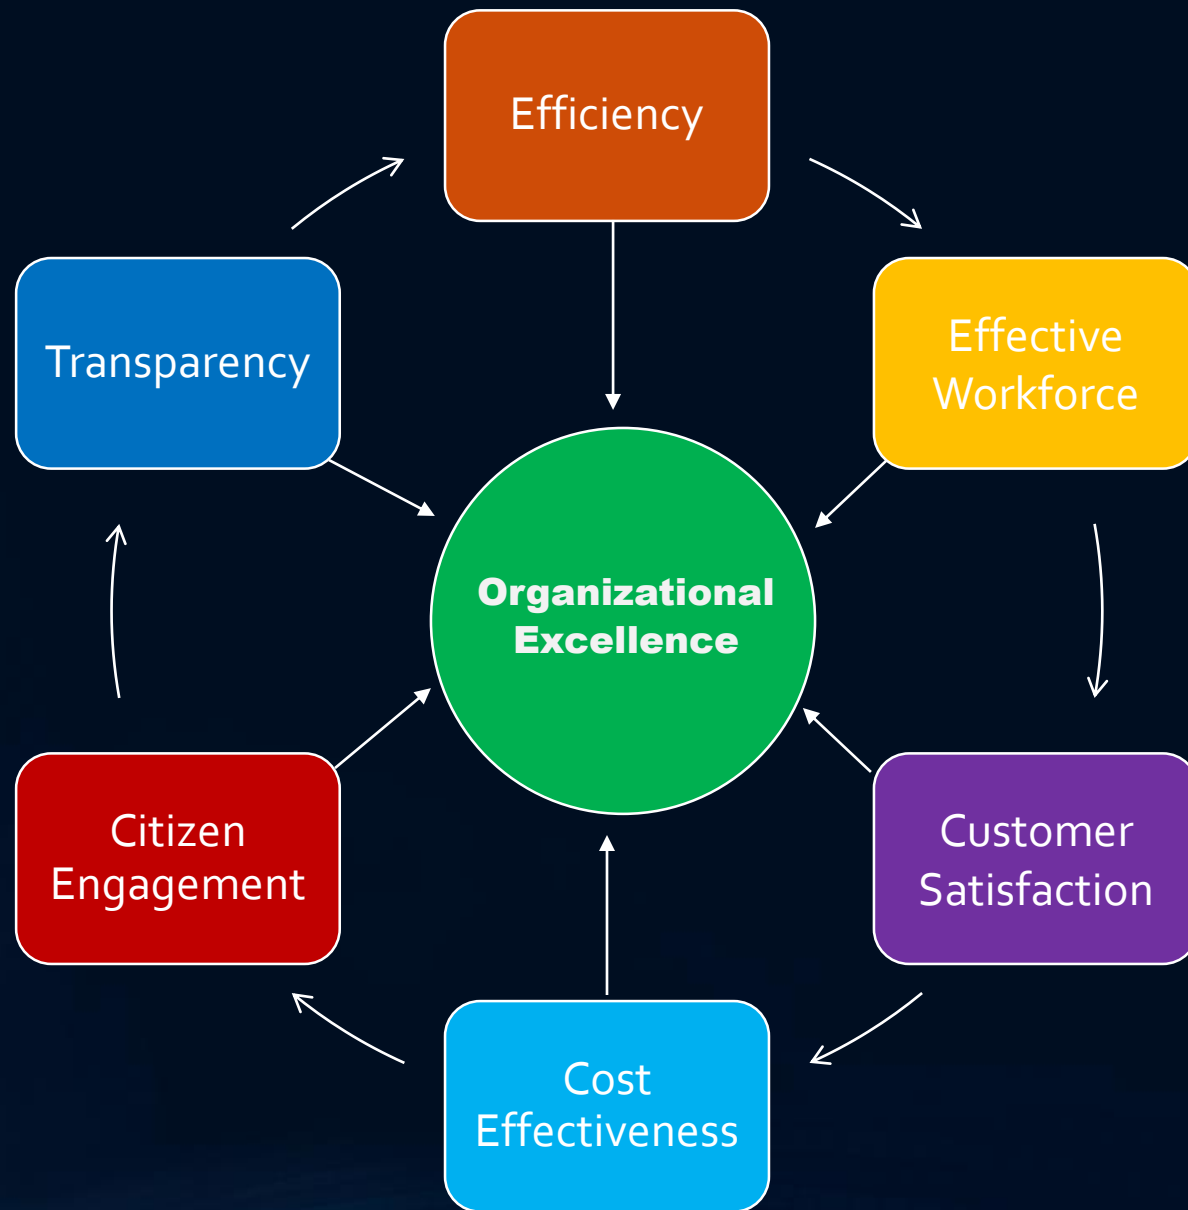 Efficiency
Transparency
Effective
Workforce
Organizational
Excellence
Citizen
Engagement
Customer
Satisfaction
Cost
Effectiveness